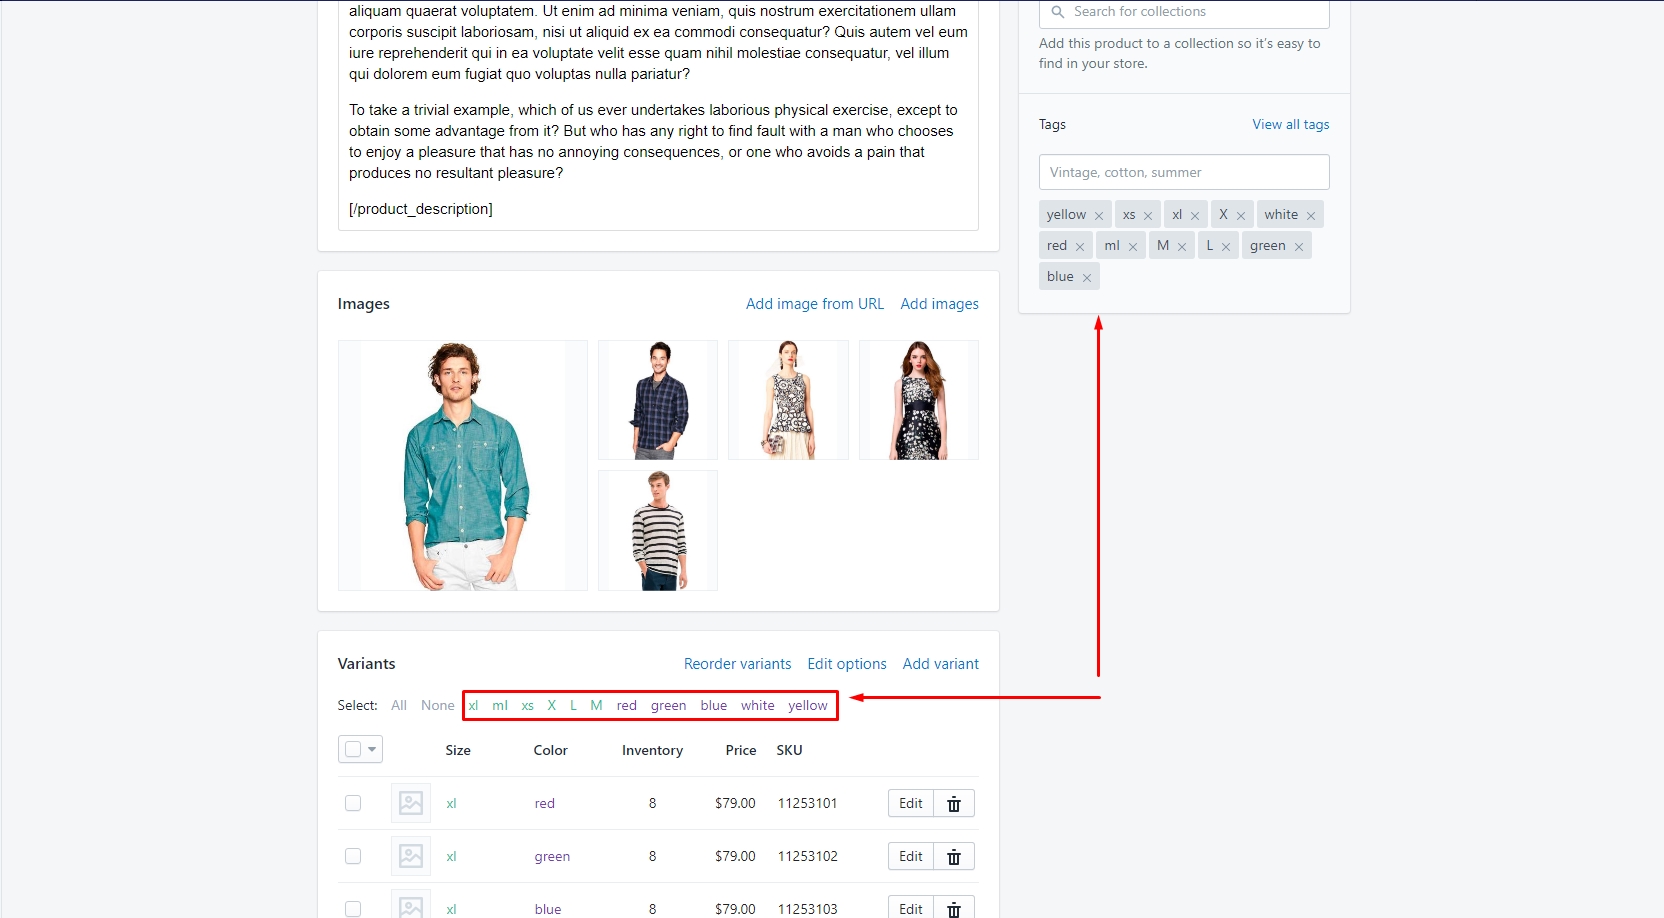 aliquam quaerat voluptatem. Ut enim ad minima veniam, quis nostrum exercitationem ullam
corporis suscipit laboriosam, nisi ut aliquid ex ea commodi consequatur? Quis autem vel eum
iure reprehenderit qui in ea voluptate velit esse quam nihil molestiae consequatur, vel illum
qui dolorem eum fugiat quo voluptas nulla pariatur?
To take a trivial example, which of us ever undertakes laborious physical exercise, except to
obtain some advantage from it? But who has any right to find fault with a man who chooses
to enjoy a pleasure that has no annoying consequences, or one who avoids a pain that
produces no resultant pleasure?
[/product_description]
Search for collections
Add this product to a collection so it's easy to
find in your store.
Tags View all tags
Vintage, cotton, summer
yellow xs xl X white
red ml M L green
blue
Images Add image from URL Add images
Variants Reorder variants Edit options Add variant
Select: All None xl ml xs X L M red green blue white yellow
Size Color Inventory Price SKU
xl red 8 $79.00 11253101 Edit
xl green 8 $79.00 11253102 Edit
xl blue 8 $79.00 11253103 Edit